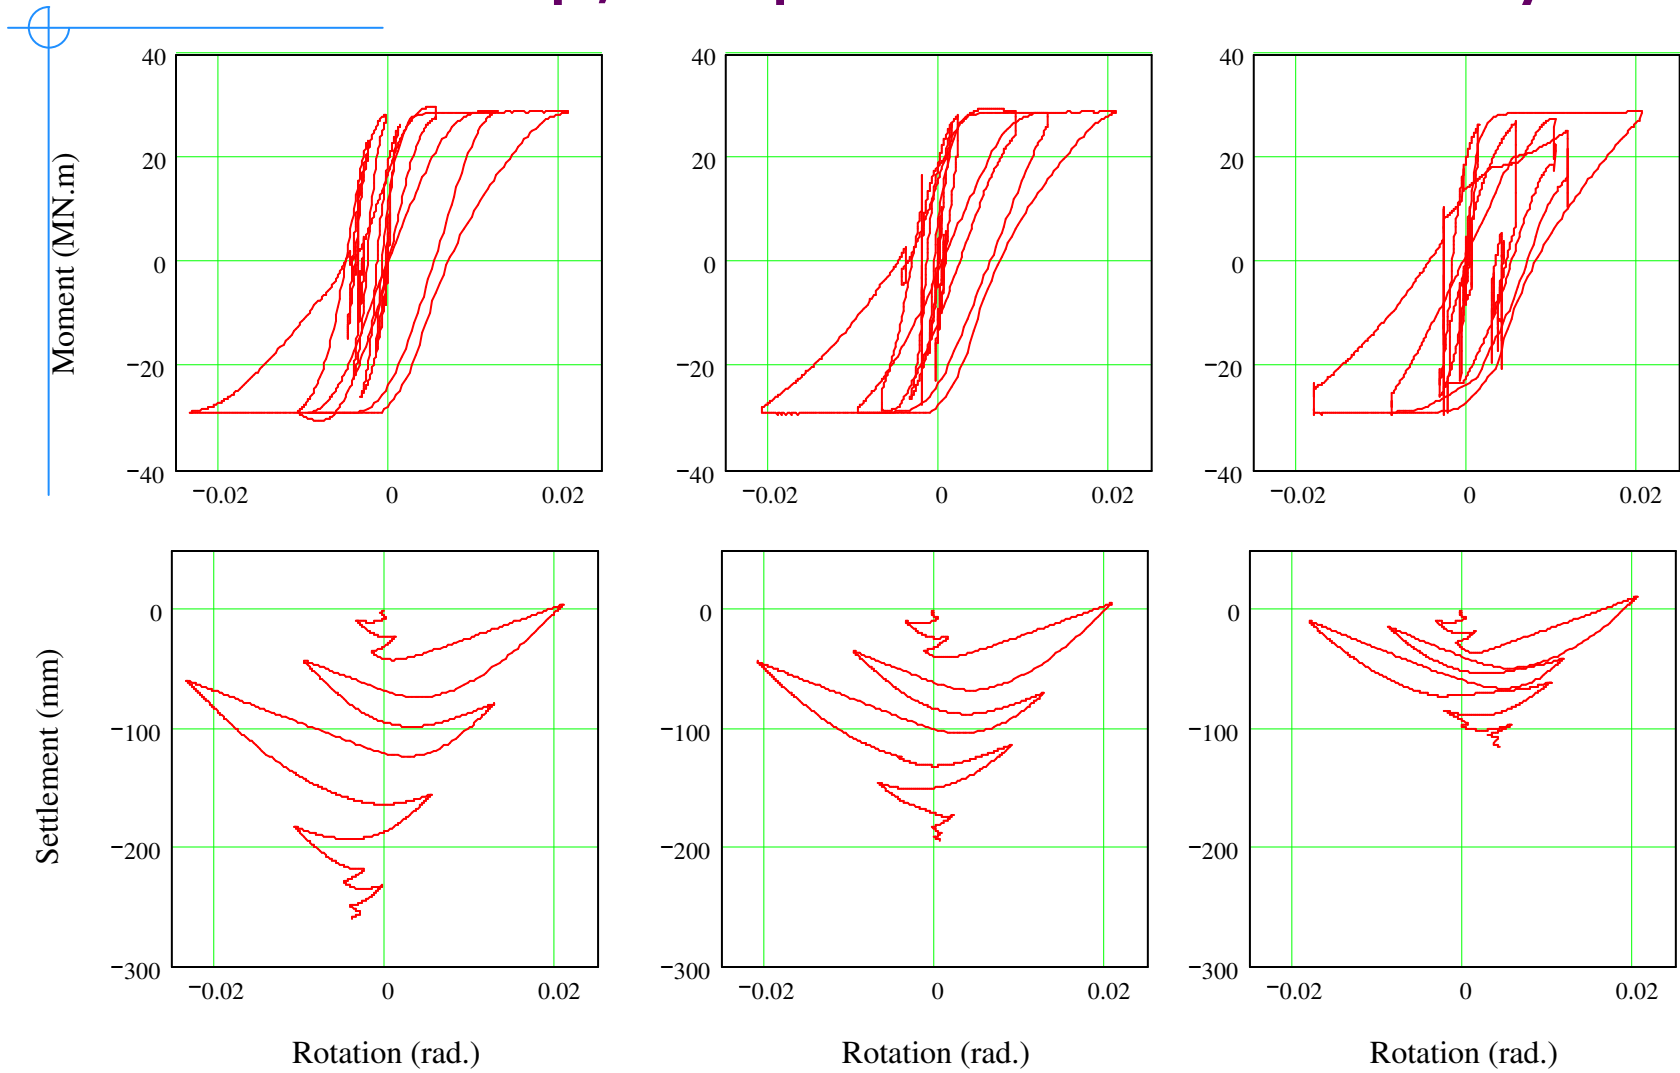 40 40 40
20 20 20
0 0 0
−20 −20 −20
−40 −40 −40
−0.02 0 0.02 −0.02 0 0.02 −0.02 0 0.02
Moment (MN.m)
0 0 0
−100 −100 −100
−200 −200 −200
−300 −300 −300
−0.02 0 0.02 −0.02 0 0.02 −0.02 0 0.02
Settlement (mm)
Rotation (rad.) Rotation (rad.) Rotation (rad.)